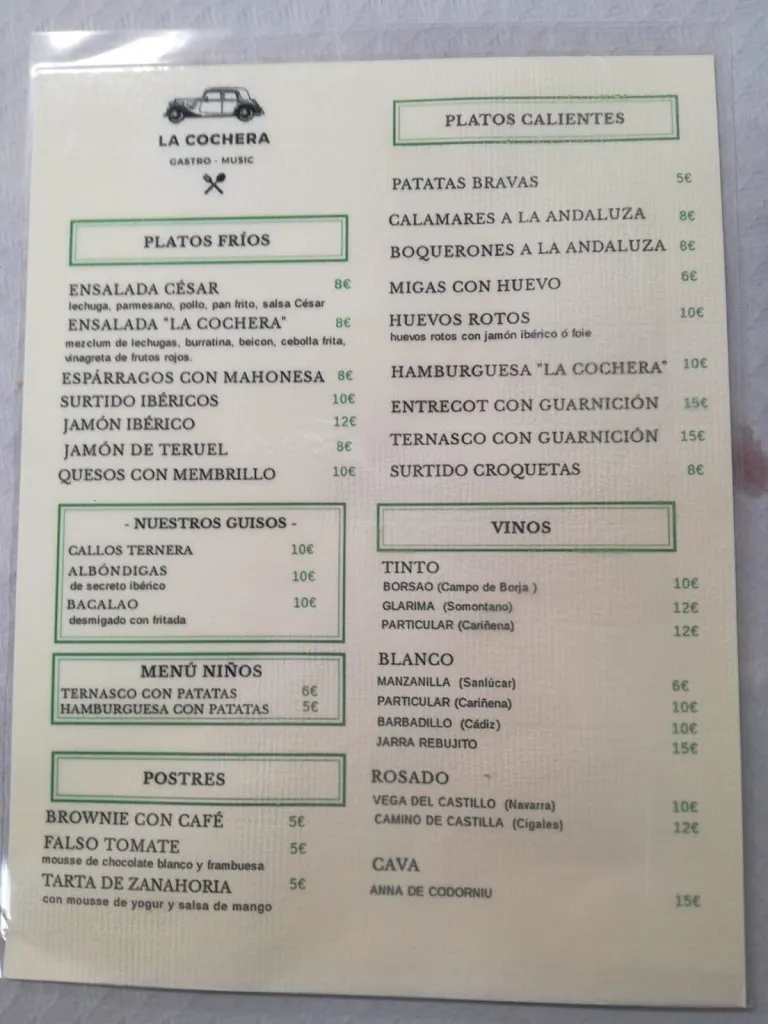 LA COCHERA
GASTRO - MUSIC
PLATOS FRÍOS
ENSALADA CÉSAR 8€
lechuga, parmesano, pollo, pan frito, salsa César
ENSALADA "LA COCHERA" 8€
mezclum de lechugas, burratina, beicon, cebolla frita,
vinagreta de frutos rojos.
ESPÁRRAGOS CON MAHONESA 8€
SURTIDO IBÉRICOS 10€
JAMÓN IBÉRICO 12€
JAMÓN DE TERUEL 8€
QUESOS CON MEMBRILLO 10€
- NUESTROS GUISOS -
CALLOS TERNERA 10€
ALBÓNDIGAS 10€
de secreto ibérico
BACALAO 10€
desmigado con fritada
MENÚ NIÑOS
TERNASCO CON PATATAS 6€
HAMBURGUESA CON PATATAS 5€
POSTRES
BROWNIE CON CAFÉ 5€
FALSO TOMATE 5€
mousse de chocolate blanco y frambuesa
TARTA DE ZANAHORIA 5€
con mousse de yogur y salsa de mango
PLATOS CALIENTES
PATATAS BRAVAS 5€
CALAMARES A LA ANDALUZA 8€
BOQUERONES A LA ANDALUZA 8€
MIGAS CON HUEVO 6€
HUEVOS ROTOS 10€
huevos rotos con jamón ibérico ó foie
HAMBURGUESA "LA COCHERA" 10€
ENTRECOT CON GUARNICIÓN 15€
TERNASCO CON GUARNICIÓN 15€
SURTIDO CROQUETAS 8€
VINOS
TINTO
BORSAO (Campo de Borja ) 10€
GLARIMA (Somontano) 12€
PARTICULAR (Cariñena) 12€
BLANCO
MANZANILLA (Sanlúcar) 6€
PARTICULAR (Cariñena) 10€
BARBADILLO (Cádiz) 10€
JARRA REBUJITO 15€
ROSADO
VEGA DEL CASTILLO (Navarra) 10€
CAMINO DE CASTILLA (Cigales) 12€
CAVA
ANNA DE CODORNIU 15€